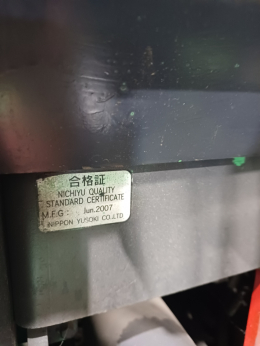 合格証
NICHIYU QUALITY
STANDARD CERTIFICATE
M.F.G : Jun.2007
NIPPON YUSOKI CO.,LTD